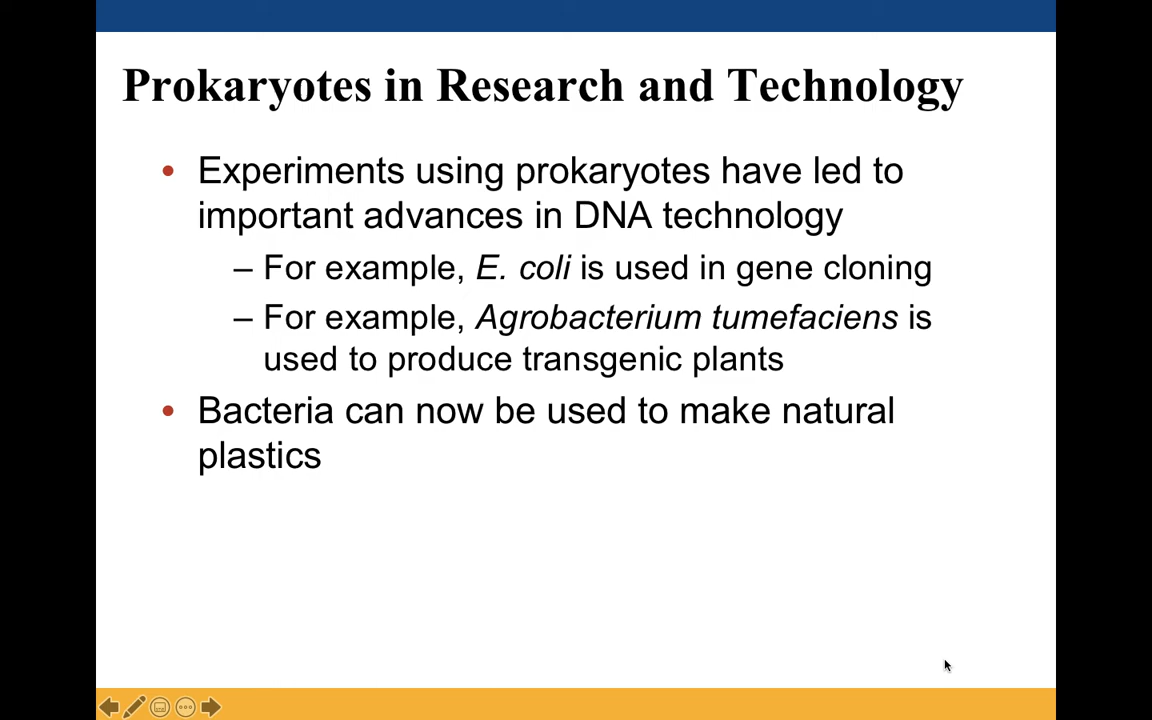 Prokaryotes in Research and Technology
• Experiments using prokaryotes have led to
important advances in DNA technology
– For example, E. coli is used in gene cloning
– For example, Agrobacterium tumefaciens is
used to produce transgenic plants
• Bacteria can now be used to make natural
plastics